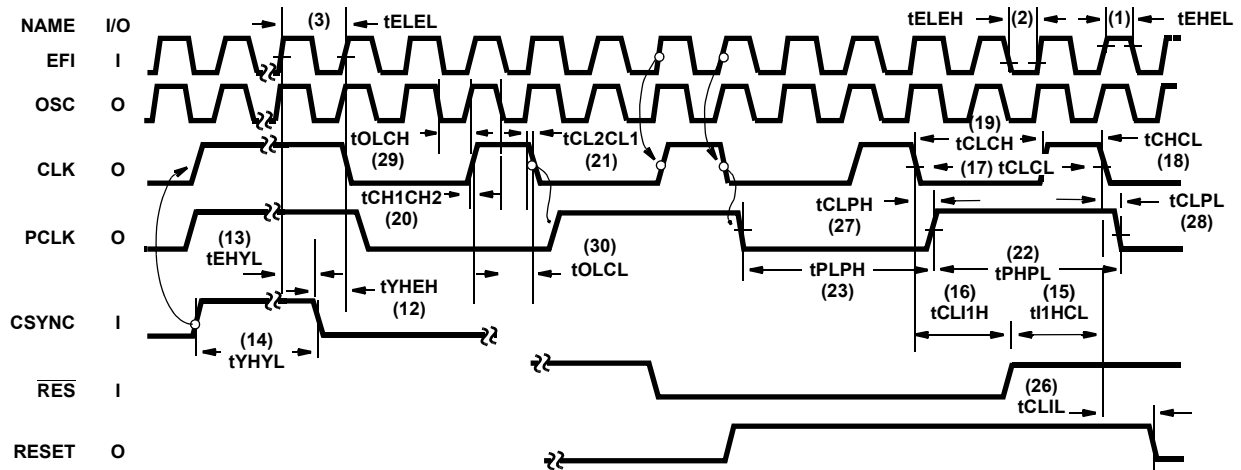 NAME I/O (3) tELEL tELEH (2) (1) tEHEL
EFI I
OSC O
tOLCH
(29)
tCL2CL1
(21)
(19)
tCLCH
tCHCL
(18)
CLK O
(17) tCLCL
tCH1CH2
(20)
tCLPH
(27)
tCLPL
(28)
PCLK O
(13)
tEHYL
(30)
tOLCL
tPLPH
(23)
(22)
tPHPL
tYHEH
(12)
(16)
tCLI1H
(15)
tI1HCL
CSYNC I
(14)
tYHYL
RES I
(26)
tCLIL
RESET O